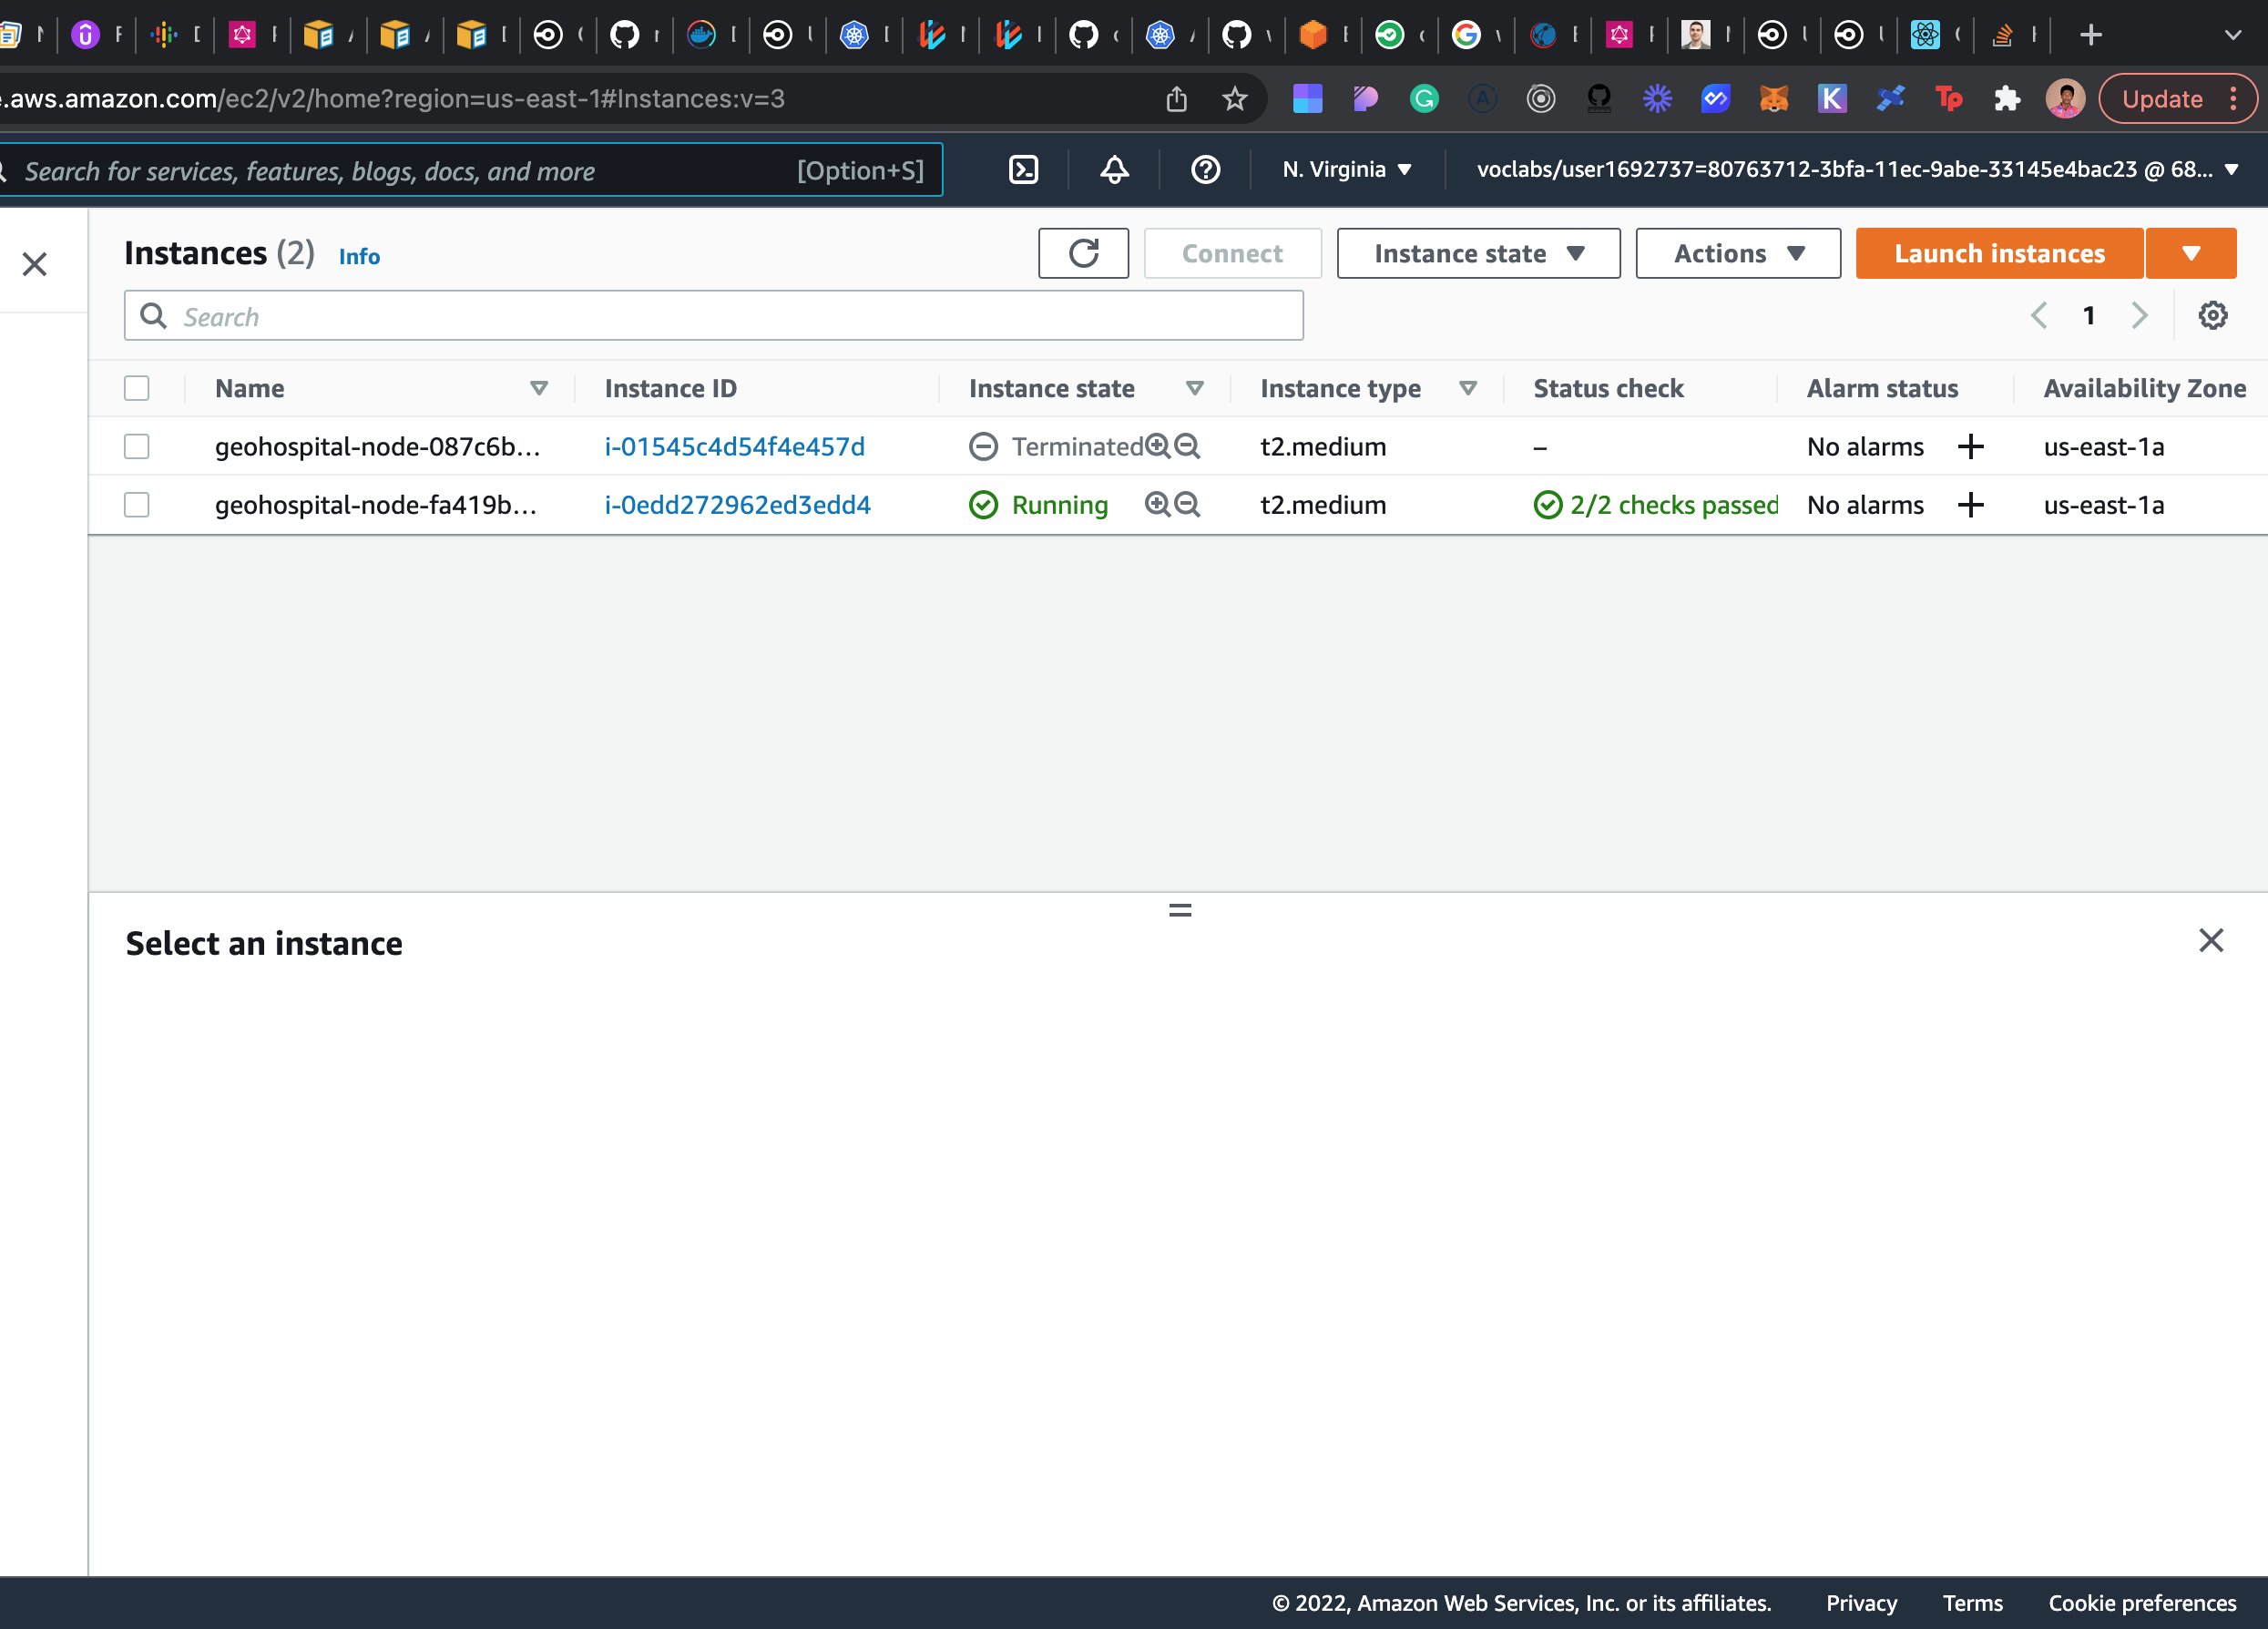 .aws.amazon.com/ec2/v2/home?region=us-east-1#Instances:v=3
Update
Search for services, features, blogs, docs, and more [Option+S]
N. Virginia
voclabs/user1692737=80763712-3bfa-11ec-9abe-33145e4bac23 @ 68...
Instances (2) Info
Connect
Instance state
Actions
Launch instances
Search
1
Name Instance ID Instance state Instance type Status check Alarm status Availability Zone
geohospital-node-087c6b... i-01545c4d54f4e457d Terminated t2.medium – No alarms + us-east-1a
geohospital-node-fa419b... i-0edd272962ed3edd4 Running t2.medium 2/2 checks passed No alarms + us-east-1a
Select an instance
© 2022, Amazon Web Services, Inc. or its affiliates. Privacy Terms Cookie preferences